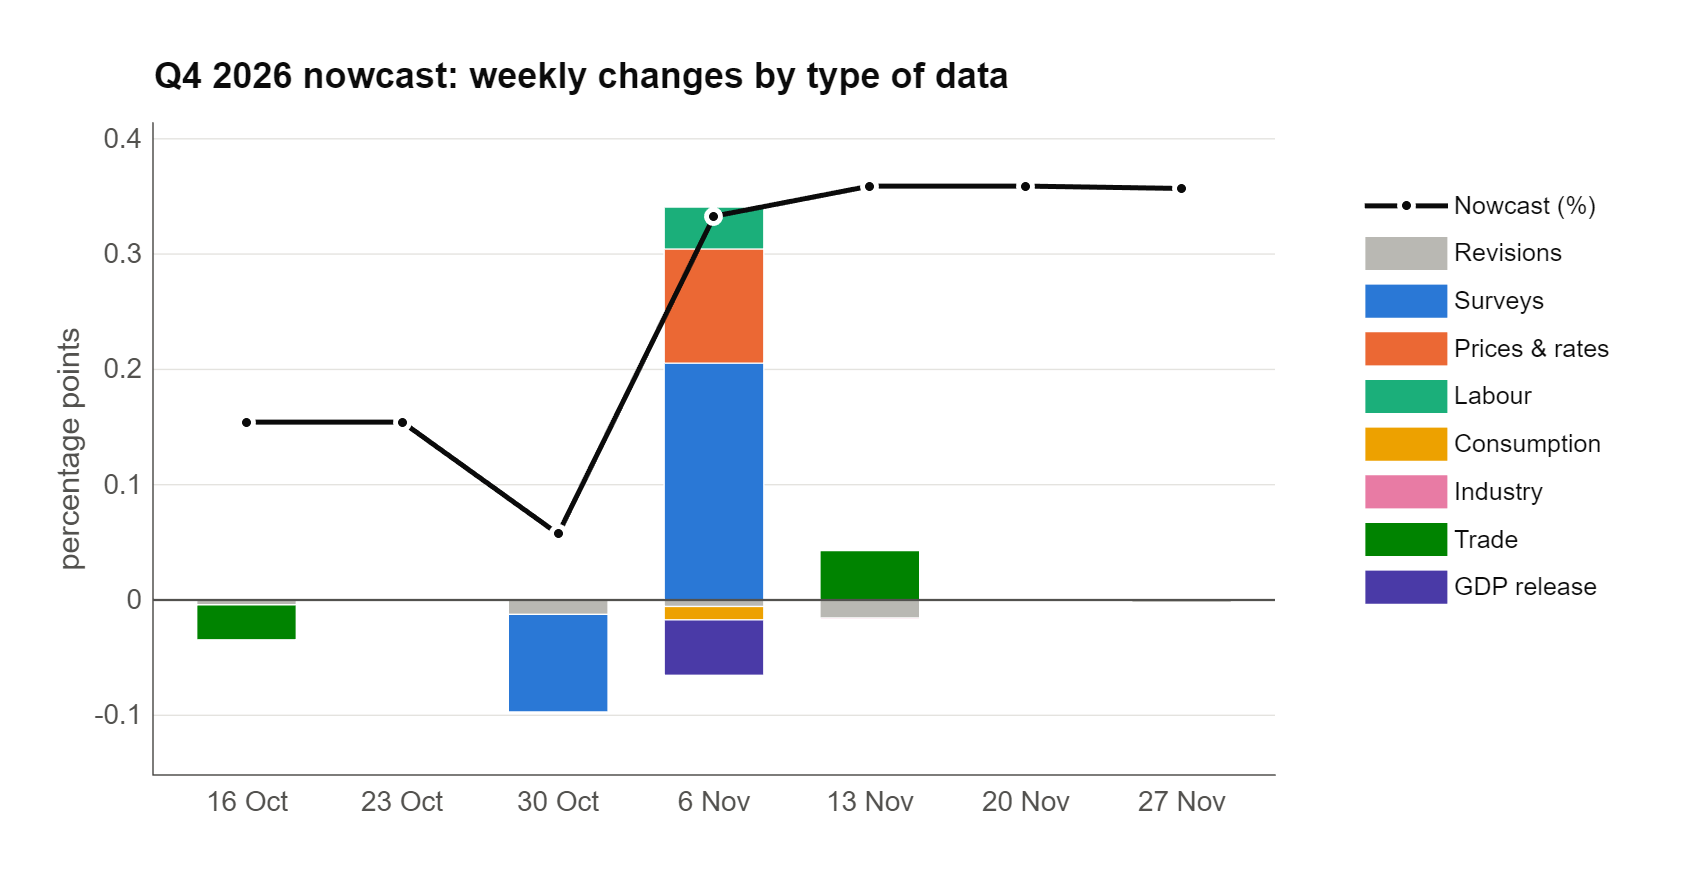 Q4 2026 nowcast: weekly changes by type of data
percentage points
0.4
0.3
0.2
0.1
0
-0.1
16 Oct
23 Oct
30 Oct
6 Nov
13 Nov
20 Nov
27 Nov
Nowcast (%)
Revisions
Surveys
Prices & rates
Labour
Consumption
Industry
Trade
GDP release